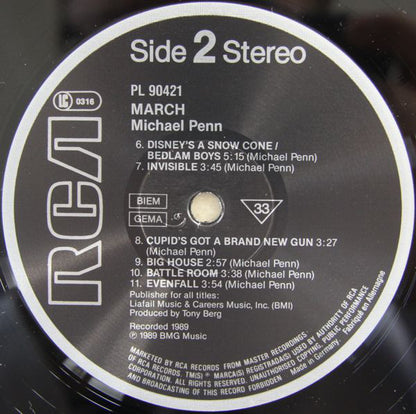 Side 2 Stereo
RCA
LC 0316
PL 90421
MARCH
Michael Penn
6. DISNEY'S A SNOW CONE/
BEDLAM BOYS 5:15 (Michael Penn)
7. INVISIBLE 3:45 (Michael Penn)
BIEM
GEMA
33
8. CUPID'S GOT A BRAND NEW GUN 3:27
(Michael Penn)
9. BIG HOUSE 2:57 (Michael Penn)
10. BATTLE ROOM 3:38 (Michael Penn)
11. EVENFALL 3:54 (Michael Penn)
Publisher for all titles:
Liafail Music & Careers Music, Inc. (BMI)
Produced by Tony Berg
Recorded 1989
℗ 1989 BMG Music
MARKETED BY RCA RECORDS FROM MASTER RECORDINGS.
OF RCA RECORDS. TM(S) ® MARCA(S) REGISTRADA(S) USED BY AUTHORITY OF RCA
ALL RIGHTS RESERVED. UNAUTHORISED COPYING, PUBLIC PERFORMANCE
AND BROADCASTING OF THIS RECORD FORBIDDEN · Made in Germany. Fabriqué en Allemagne